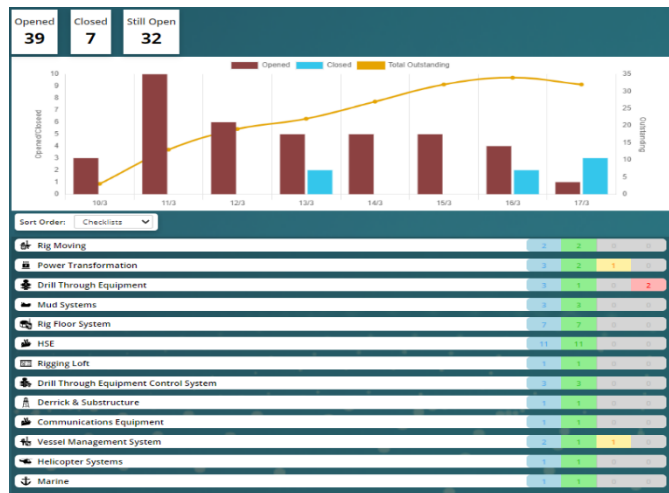 Opened Closed Still Open
39 7 32
Opened Closed Total Outstanding
Opened/Closeed
10
9
8
7
6
5
4
3
2
1
0
35
30
25
20
15
10
5
0
Outstanding
10/3 11/3 12/3 13/3 14/3 15/3 16/3 17/3
Sort Order: Checklists
Rig Moving 2 2 0 0
Power Transformation 3 2 1 0
Drill Through Equipment 3 1 0 2
Mud Systems 3 3 0 0
Rig Floor System 7 7 0 0
HSE 11 11 0 0
Rigging Loft 1 1 0 0
Drill Through Equipment Control System 3 3 0 0
Derrick & Substructure 1 1 0 0
Communications Equipment 1 1 0 0
Vessel Management System 2 1 1 0
Helicopter Systems 1 1 0 0
Marine 1 1 0 0